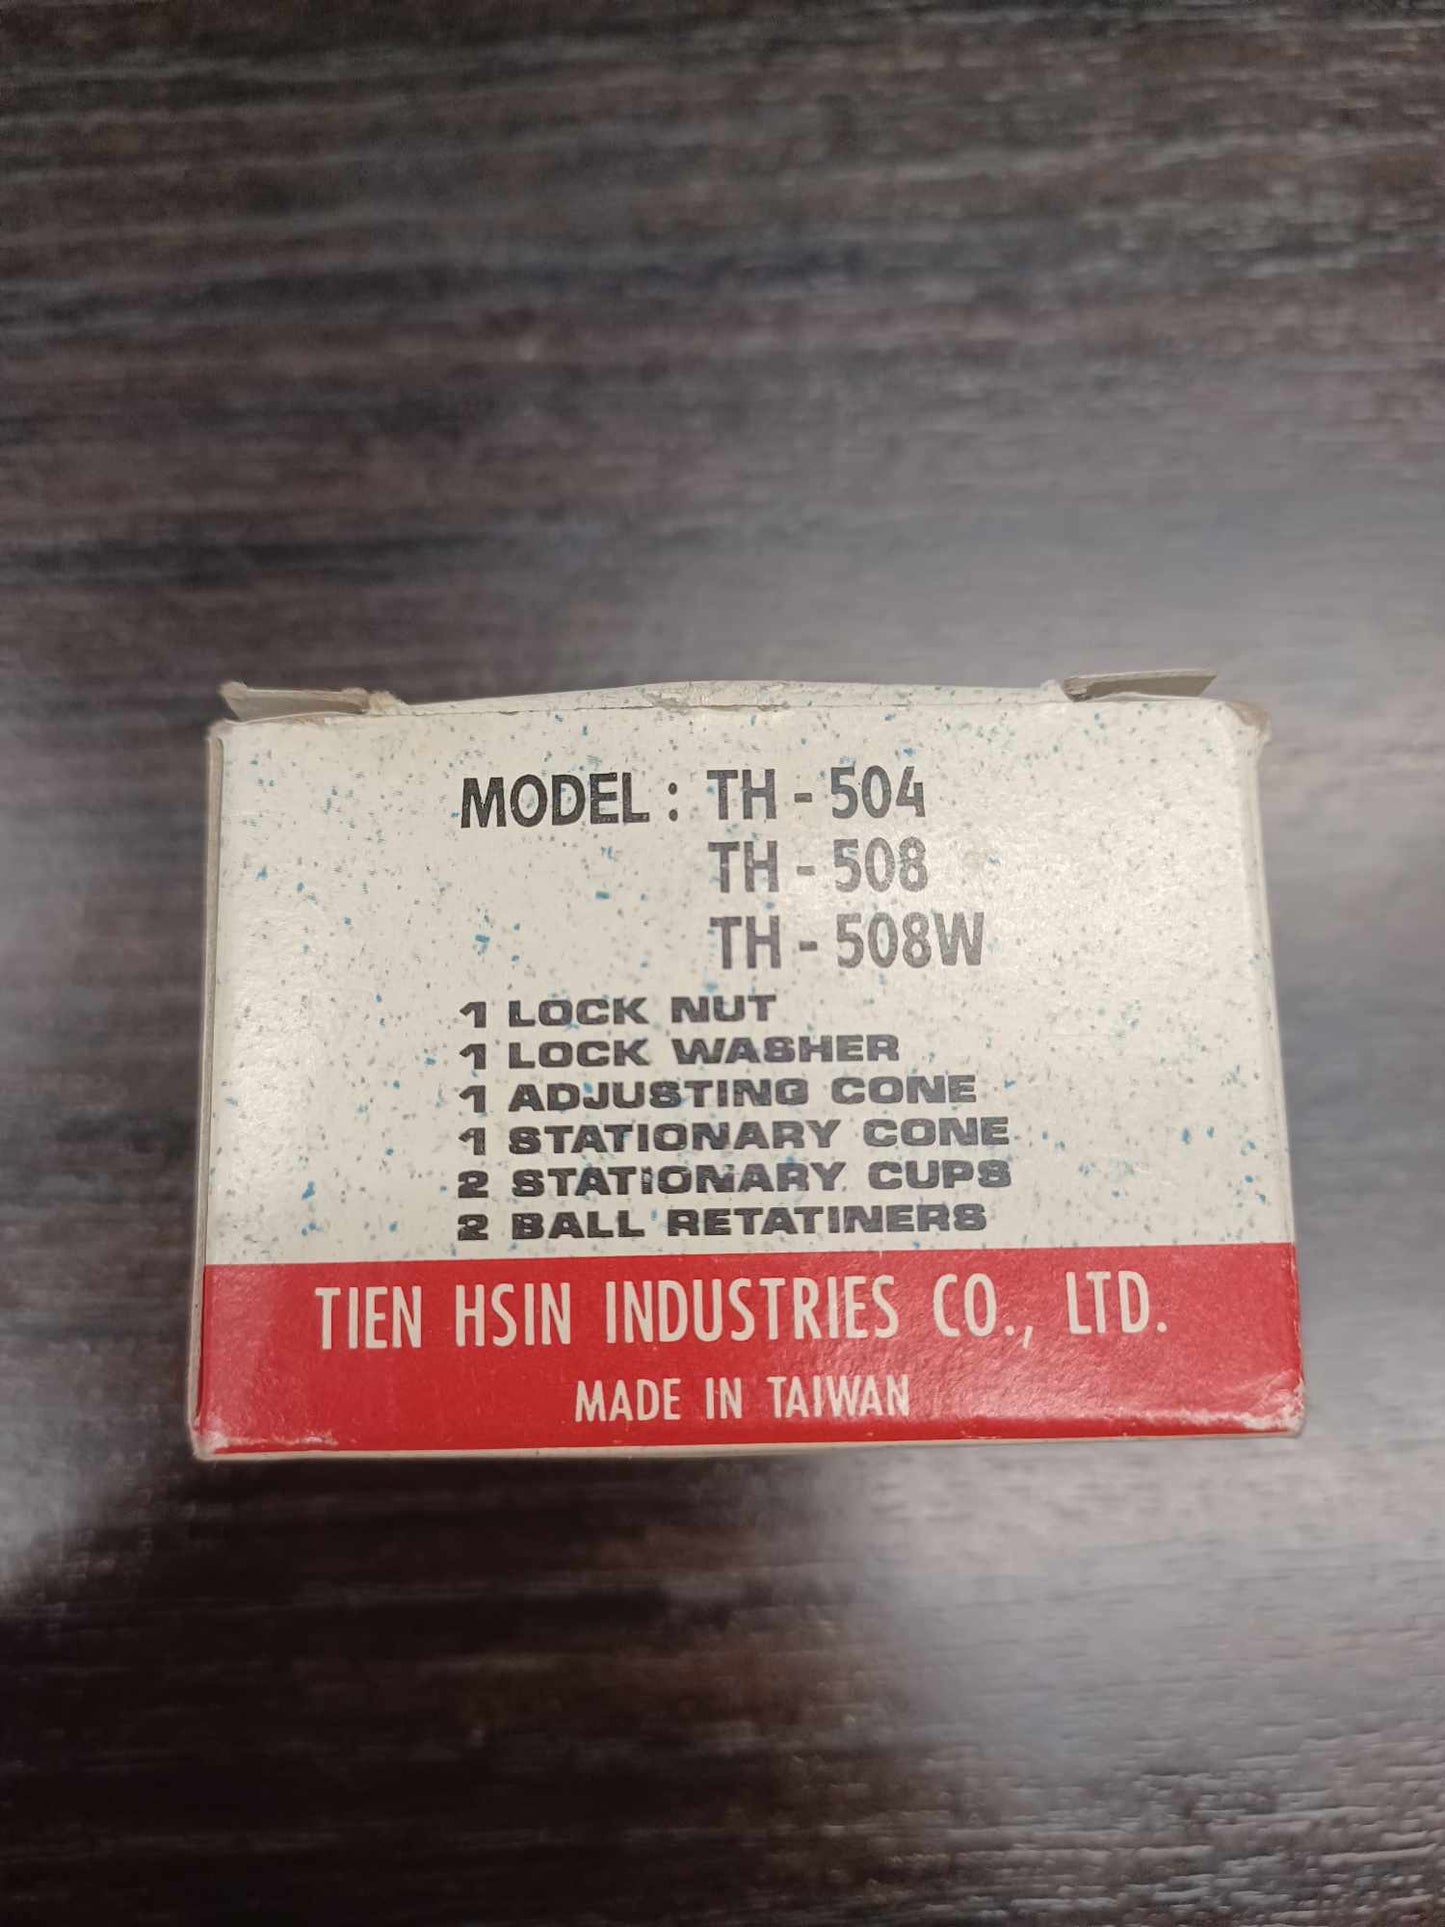 MODEL : TH - 504
TH - 508
TH - 508W
1 LOCK NUT
1 LOCK WASHER
1 ADJUSTING CONE
1 STATIONARY CONE
2 STATIONARY CUPS
2 BALL RETATINERS
TIEN HSIN INDUSTRIES CO., LTD.
MADE IN TAIWAN